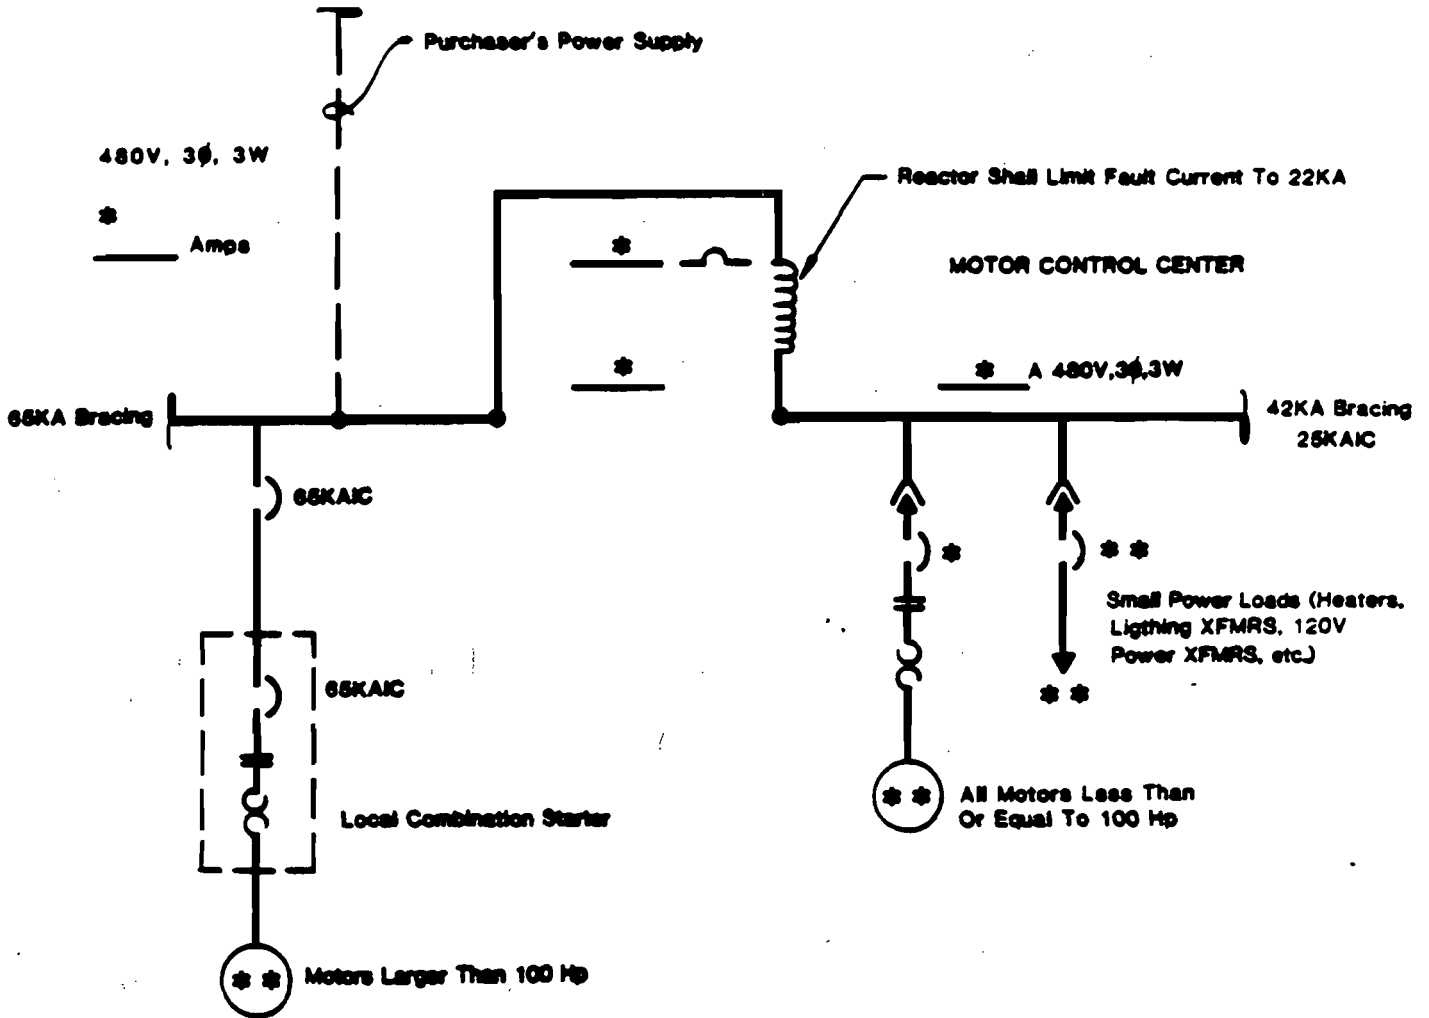 Purchaser's Power Supply
480V, 3ø, 3W
*
Amps
Reactor Shall Limit Fault Current To 22KA
*
MOTOR CONTROL CENTER
*
* A 480V,3ø,3W
65KA Bracing
42KA Bracing
25KAIC
65KAIC
*
* *
Small Power Loads (Heaters,
Ligthing XFMRS, 120V
Power XFMRS, etc.)
* *
65KAIC
Local Combination Starter
* *
All Motors Less Than
Or Equal To 100 Hp
* *
Motors Larger Than 100 Hp